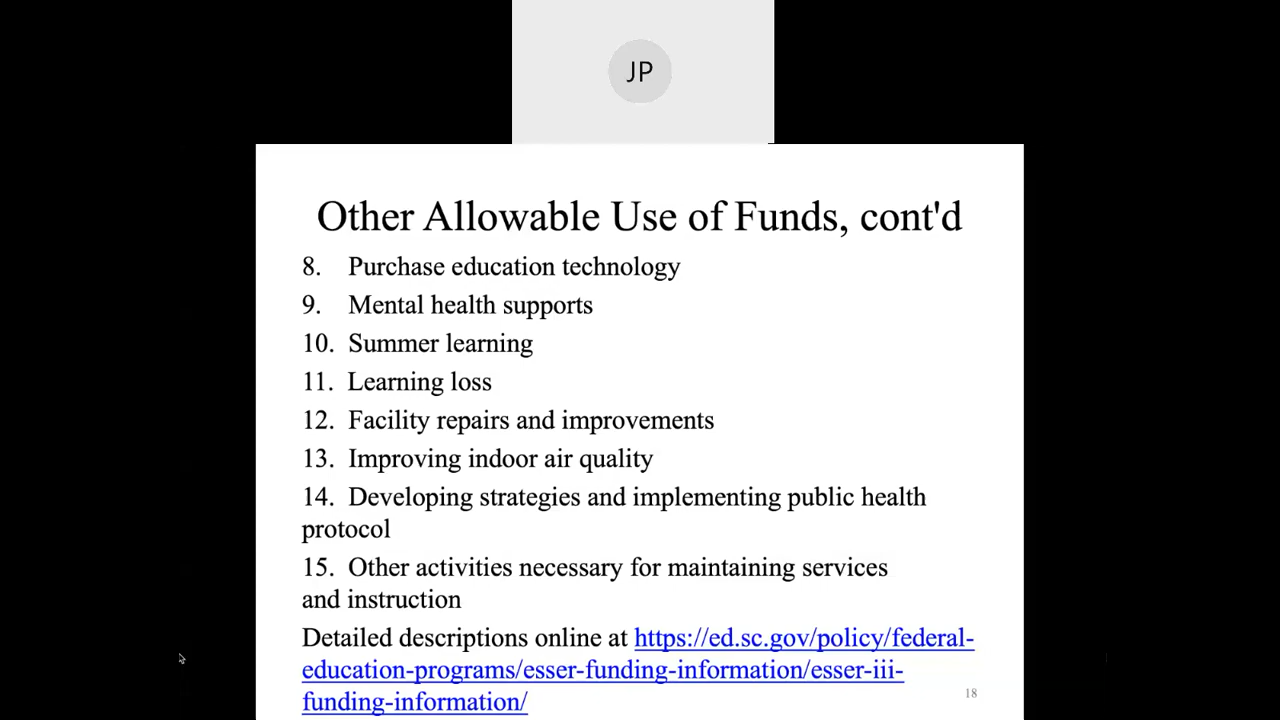 JP
Other Allowable Use of Funds, cont'd
8. Purchase education technology
9. Mental health supports
10. Summer learning
11. Learning loss
12. Facility repairs and improvements
13. Improving indoor air quality
14. Developing strategies and implementing public health
protocol
15. Other activities necessary for maintaining services
and instruction
Detailed descriptions online at https://ed.sc.gov/policy/federal-
education-programs/esser-funding-information/esser-iii-
funding-information/
18